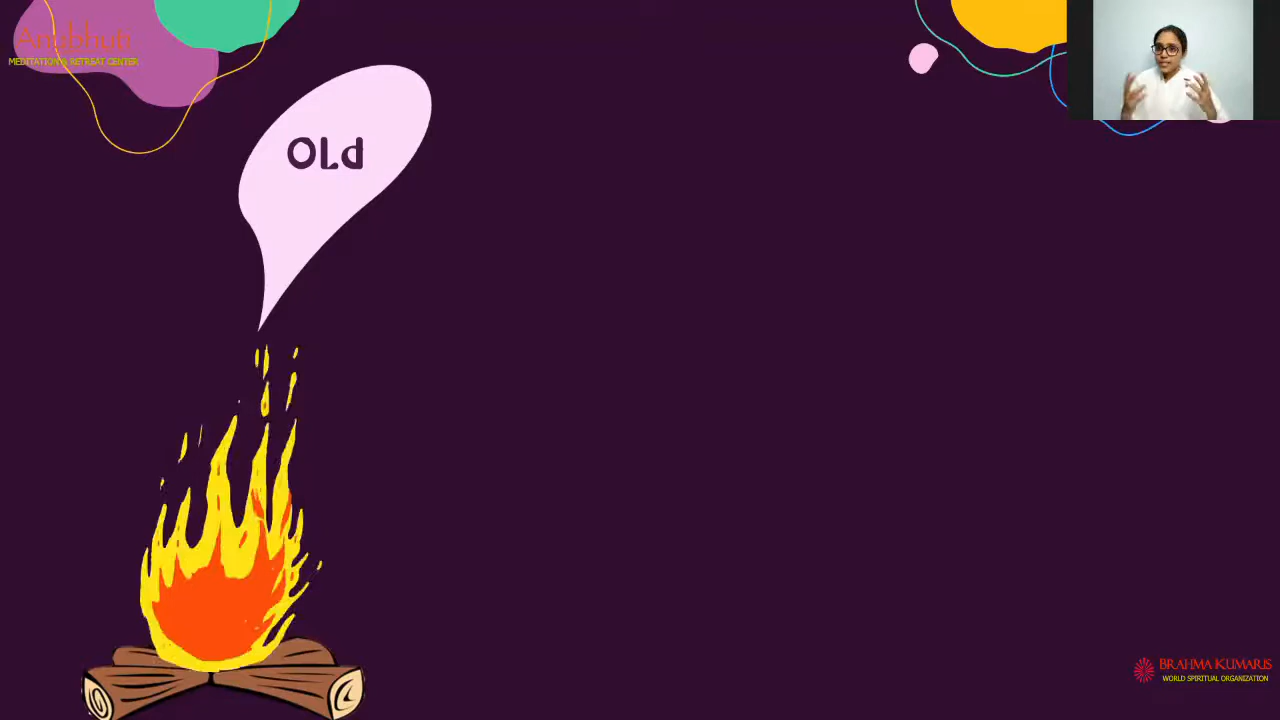 Anubhuti
MEDITATION & RETREAT CENTER
OLd
BRAHMA KUMARIS
WORLD SPIRITUAL ORGANIZATION